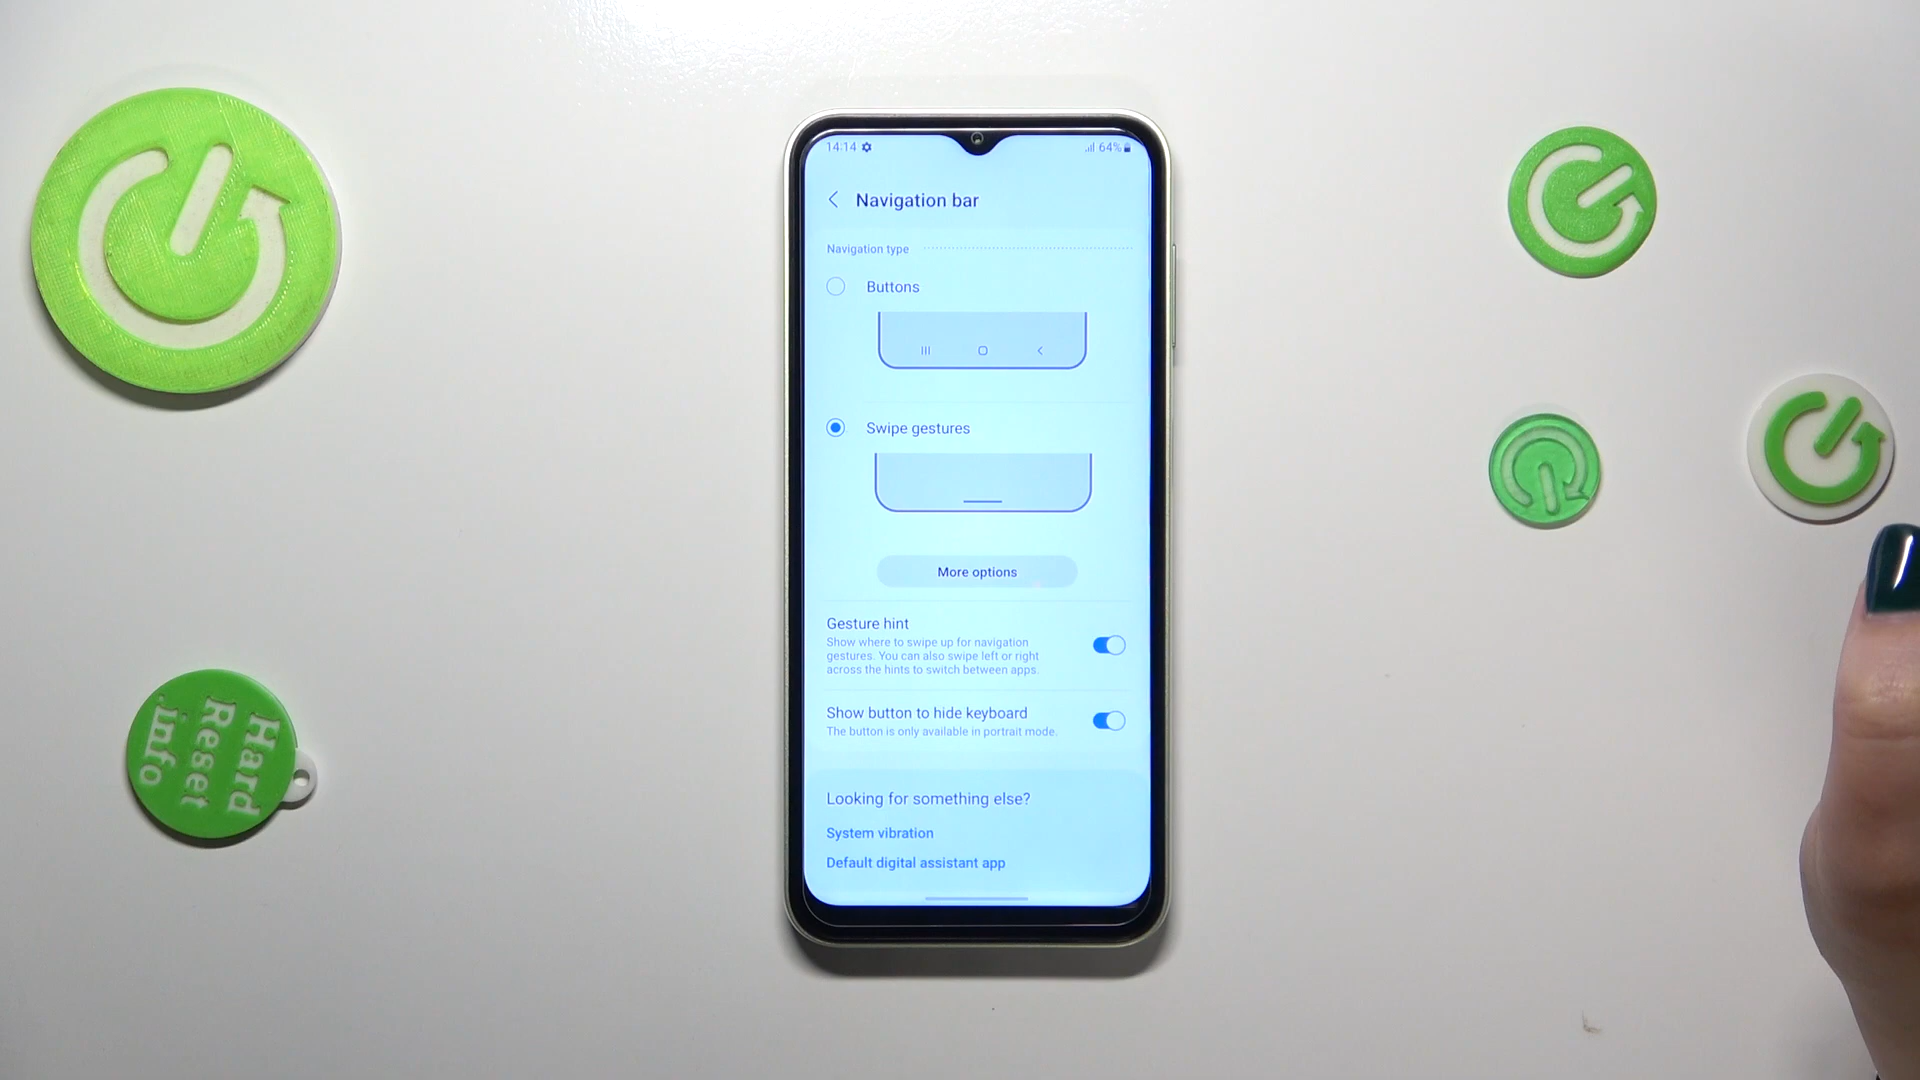 14:14
64%
Navigation bar
Navigation type
Buttons
Swipe gestures
More options
Gesture hint
Show where to swipe up for navigation
gestures. You can also swipe left or right
across the hints to switch between apps.
Show button to hide keyboard
The button is only available in portrait mode.
Looking for something else?
System vibration
Default digital assistant app
Hard
Reset
.info